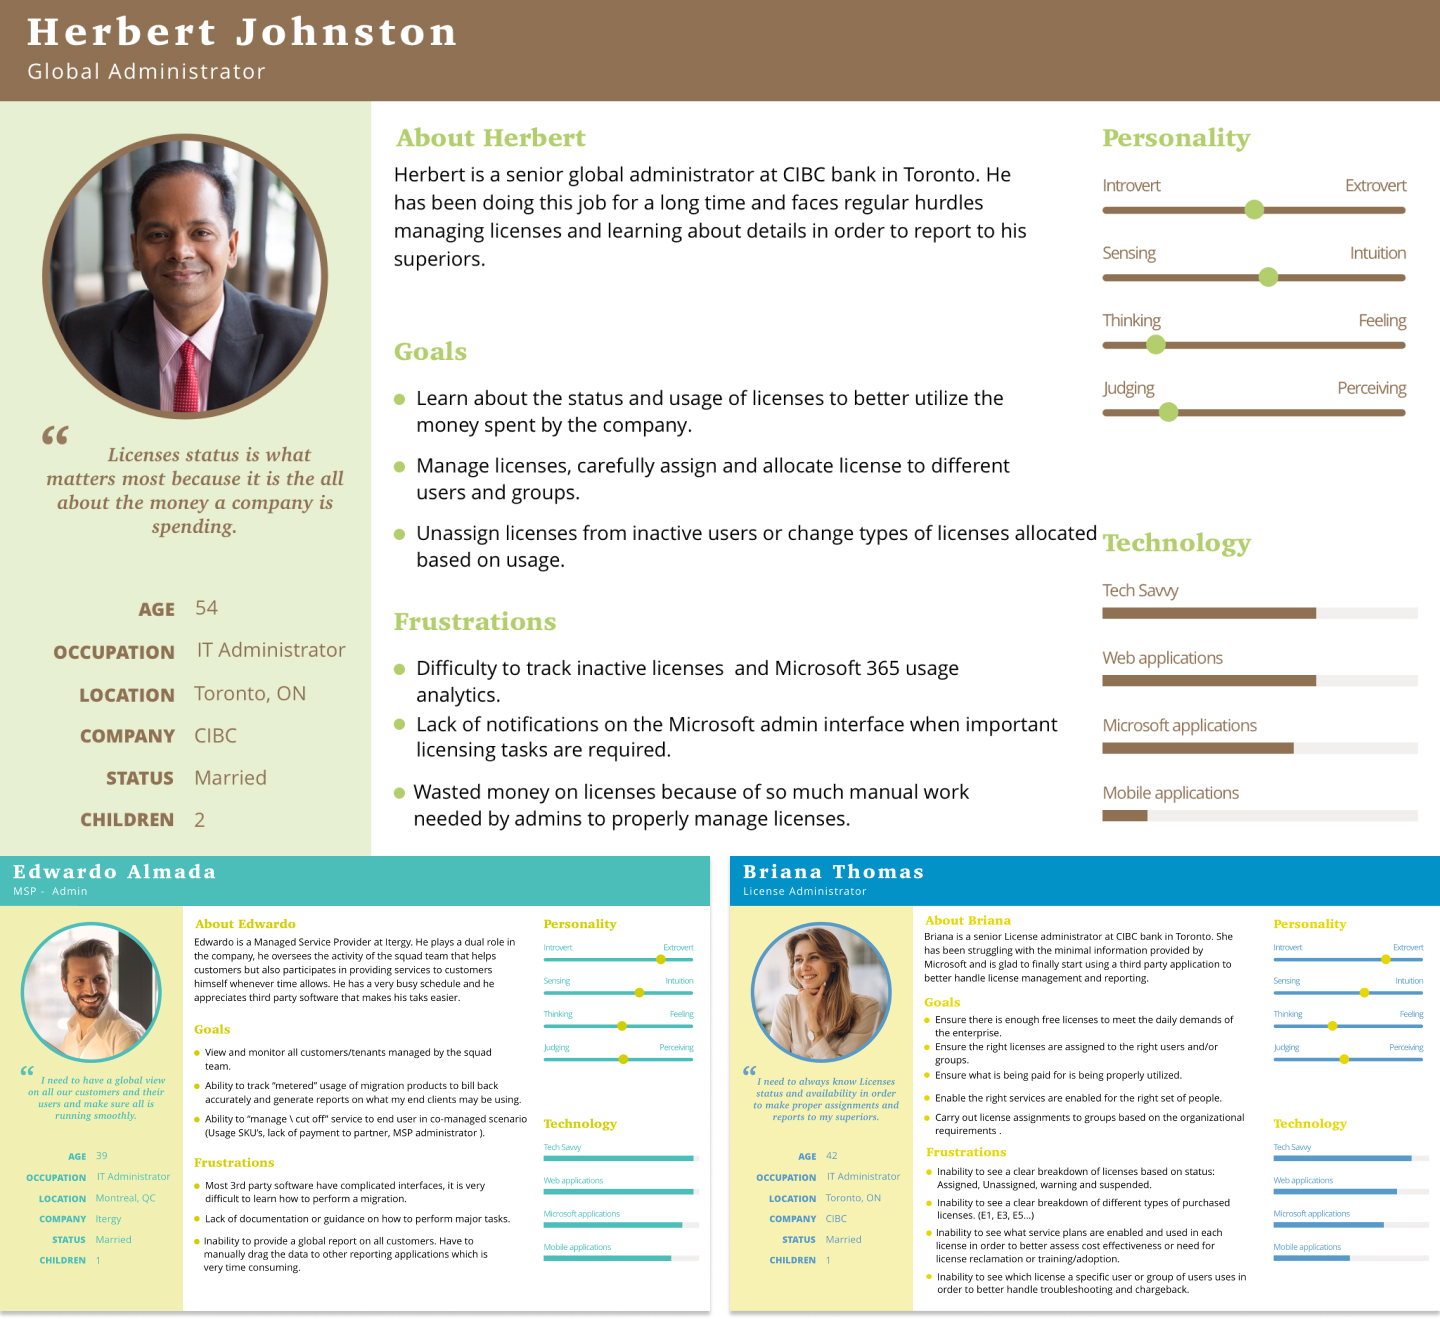 Herbert Johnston
Global Administrator
“
Licenses status is what
matters most because it is the all
about the money a company is
spending.
AGE 54
OCCUPATION IT Administrator
LOCATION Toronto, ON
COMPANY CIBC
STATUS Married
CHILDREN 2
About Herbert
Herbert is a senior global administrator at CIBC bank in Toronto. He
has been doing this job for a long time and faces regular hurdles
managing licenses and learning about details in order to report to his
superiors.
Goals
Learn about the status and usage of licenses to better utilize the
money spent by the company.
Manage licenses, carefully assign and allocate license to different
users and groups.
Unassign licenses from inactive users or change types of licenses allocated
based on usage.
Frustrations
Difficulty to track inactive licenses  and Microsoft 365 usage
analytics.
Lack of notifications on the Microsoft admin interface when important
licensing tasks are required.
Wasted money on licenses because of so much manual work
needed by admins to properly manage licenses.
Personality
Introvert Extrovert
Sensing Intuition
Thinking Feeling
Judging Perceiving
Technology
Tech Savvy
Web applications
Microsoft applications
Mobile applications
Edwardo Almada
MSP -  Admin
“
I need to have a global view
on all our customers and their
users and make sure all is
running smoothly.
AGE 39
OCCUPATION IT Administrator
LOCATION Montreal, QC
COMPANY Itergy
STATUS Married
CHILDREN 1
About Edwardo
Edwardo is a Managed Service Provider at Itergy. He plays a dual role in
the company, he oversees the activity of the squad team that helps
customers but also participates in providing services to customers
himself whenever time allows. He has a very busy schedule and he
appreciates third party software that makes his taks easier.
Goals
View and monitor all customers/tenants managed by the squad
team.
Ability to track “metered” usage of migration products to bill back
accurately and generate reports on what my end clients may be using.
Ability to “manage \ cut off” service to end user in co-managed scenario
(Usage SKU’s, lack of payment to partner, MSP administrator ).
Frustrations
Most 3rd party software have complicated interfaces, it is very
difficult to learn how to perform a migration.
Lack of documentation or guidance on how to perform major tasks.
Inability to provide a global report on all customers. Have to
manually drag the data to other reporting applications which is
very time consuming.
Personality
Introvert Extrovert
Sensing Intuition
Thinking Feeling
Judging Perceiving
Technology
Tech Savvy
Web applications
Microsoft applications
Mobile applications
Briana Thomas
License Administrator
“
I need to always know Licenses
status and availability in order
to make proper assignments and
reports to my superiors.
AGE 42
OCCUPATION IT Administrator
LOCATION Toronto, ON
COMPANY CIBC
STATUS Married
CHILDREN 1
About Briana
Briana is a senior License administrator at CIBC bank in Toronto. She
has been struggling with the minimal information provided by
Microsoft and is glad to finally start using a third party application to
better handle license management and reporting.
Goals
Ensure there is enough free licenses to meet the daily demands of
the enterprise.
Ensure the right licenses are assigned to the right users and/or
groups.
Ensure what is being paid for is being properly utilized.
Enable the right services are enabled for the right set of people.
Carry out license assignments to groups based on the organizational
requirements .
Frustrations
Inability to see a clear breakdown of licenses based on status:
Assigned, Unassigned, warning and suspended.
Inability to see a clear breakdown of different types of purchased
licenses. (E1, E3, E5...)
Inability to see what service plans are enabled and used in each
license in order to better assess cost effectiveness or need for
license reclamation or training/adoption.
Inability to see which license a specific user or group of users uses in
order to better handle troubleshooting and chargeback.
Personality
Introvert Extrovert
Sensing Intuition
Thinking Feeling
Judging Perceiving
Technology
Tech Savvy
Web applications
Microsoft applications
Mobile applications